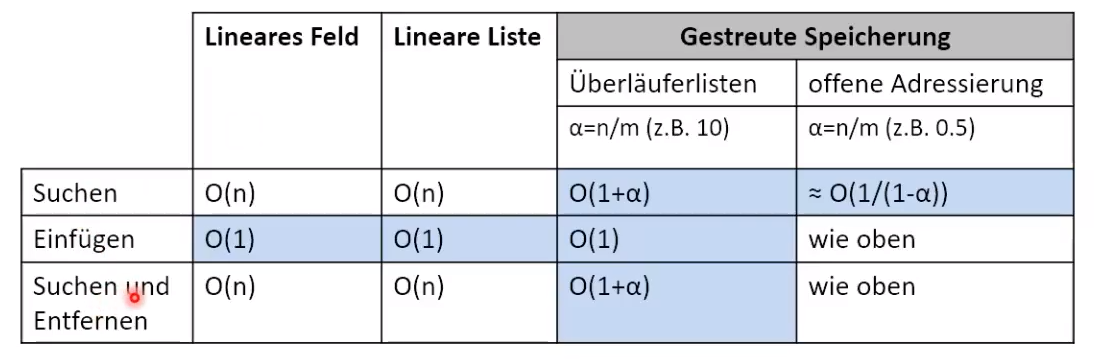 Lineares Feld Lineare Liste Gestreute Speicherung
Überläuferlisten offene Adressierung
α=n/m (z.B. 10) α=n/m (z.B. 0.5)
Suchen O(n) O(n) O(1+α) ≈ O(1/(1-α))
Einfügen O(1) O(1) O(1) wie oben
Suchen und O(n) O(n) O(1+α) wie oben
Entfernen